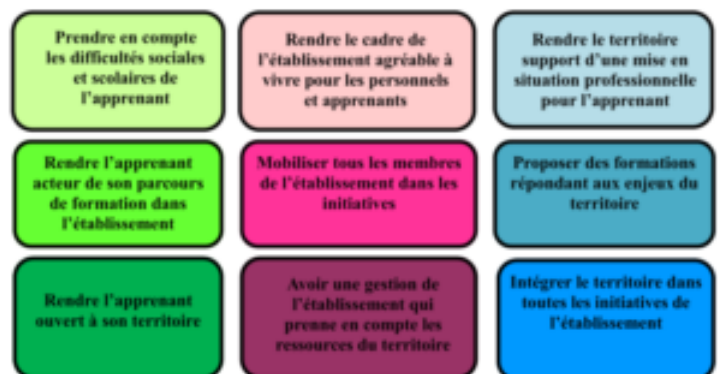 Prendre en compte
les difficultés sociales
et scolaires de
l'apprenant
Rendre le cadre de
l'établissement agréable à
vivre pour les personnels
et apprenants
Rendre le territoire
support d'une mise en
situation professionnelle
pour l'apprenant
Rendre l'apprenant
acteur de son parcours
de formation dans
l'établissement
Mobiliser tous les membres
de l'établissement dans les
initiatives
Proposer des formations
répondant aux enjeux du
territoire
Rendre l'apprenant
ouvert à son territoire
Avoir une gestion de
l'établissement qui
prenne en compte les
ressources du territoire
Intégrer le territoire dans
toutes les initiatives de
l'établissement